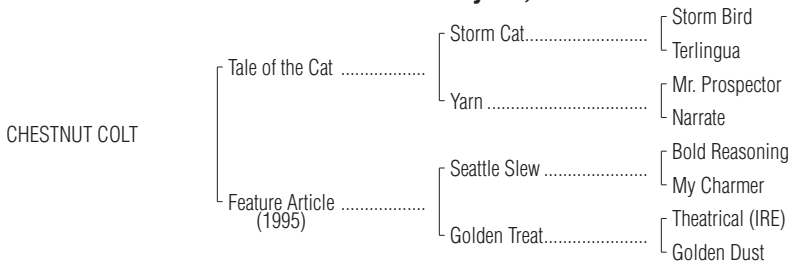 Storm Bird
Storm Cat..............................
Terlingua
Tale of the Cat ..................
Mr. Prospector
Yarn .......................................
Narrate
CHESTNUT COLT
Bold Reasoning
Seattle Slew .........................
My Charmer
Feature Article ..................
(1995)
Theatrical (IRE)
Golden Treat.........................
Golden Dust